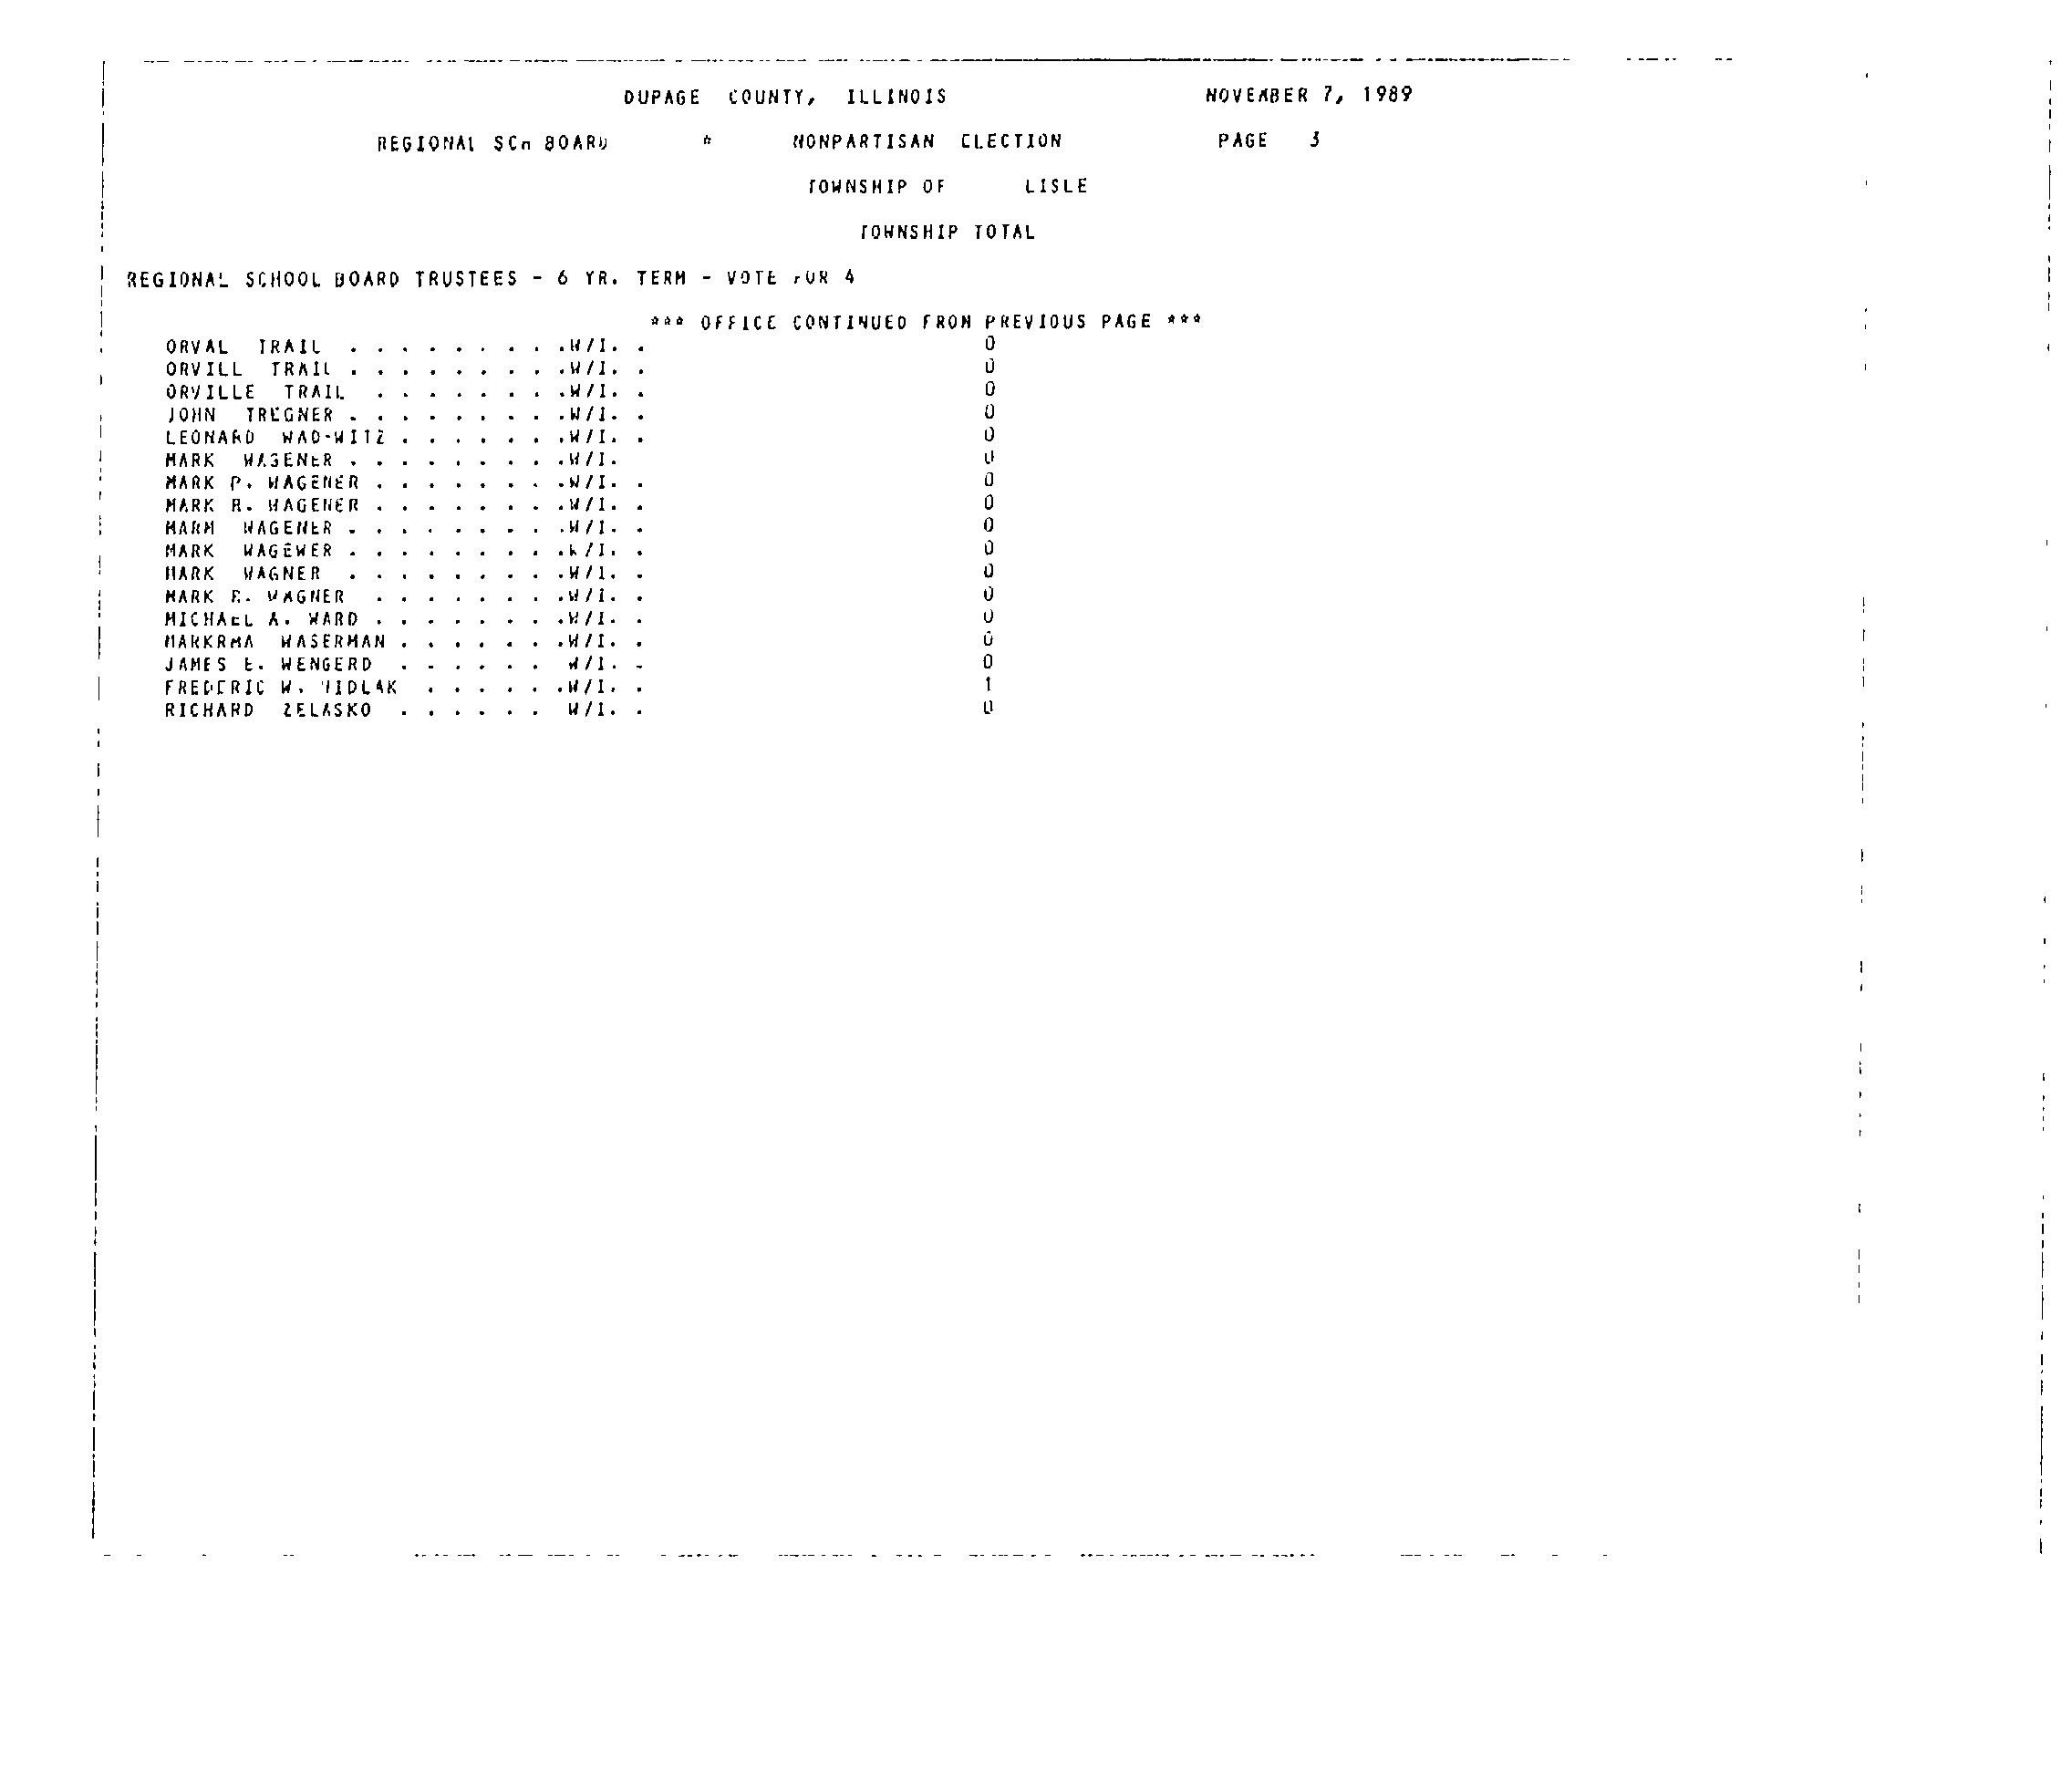 DUPAGE COUNTY, ILLINOIS NOVEMBER 7, 1989
REGIONAL SCH BOARD * NONPARTISAN ELECTION PAGE 3
TOWNSHIP OF LISLE
TOWNSHIP TOTAL
REGIONAL SCHOOL BOARD TRUSTEES - 6 YR. TERM - VOTE FOR 4
*** OFFICE CONTINUED FROM PREVIOUS PAGE ***
ORVAL TRAIL . . . . . . . . .W/I. . 0
ORVILL TRAIL . . . . . . . . .W/I. . 0
ORVILLE TRAIL . . . . . . . .W/I. . 0
JOHN TREGNER . . . . . . . . .W/I. . 0
LEONARD WAD-WITZ . . . . . . .W/I. . 0
MARK WAGENER . . . . . . . . .W/I. 0
MARK P. WAGENER . . . . . . . .W/I. . 0
MARK R. WAGENER . . . . . . . .W/I. . 0
MARM WAGENER . . . . . . . . .W/I. . 0
MARK WAGEWER . . . . . . . . .W/I. . 0
MARK WAGNER . . . . . . . . .W/I. . 0
MARK R. WAGNER . . . . . . . .W/I. . 0
MICHAEL A. WARD . . . . . . . .W/I. . 0
MARKRMA WASERMAN . . . . . . .W/I. . 0
JAMES E. WENGERD . . . . . . W/I. . 0
FREDERIC W. VIDLAK . . . . . .W/I. . 1
RICHARD ZELASKO . . . . . . W/I. . 0